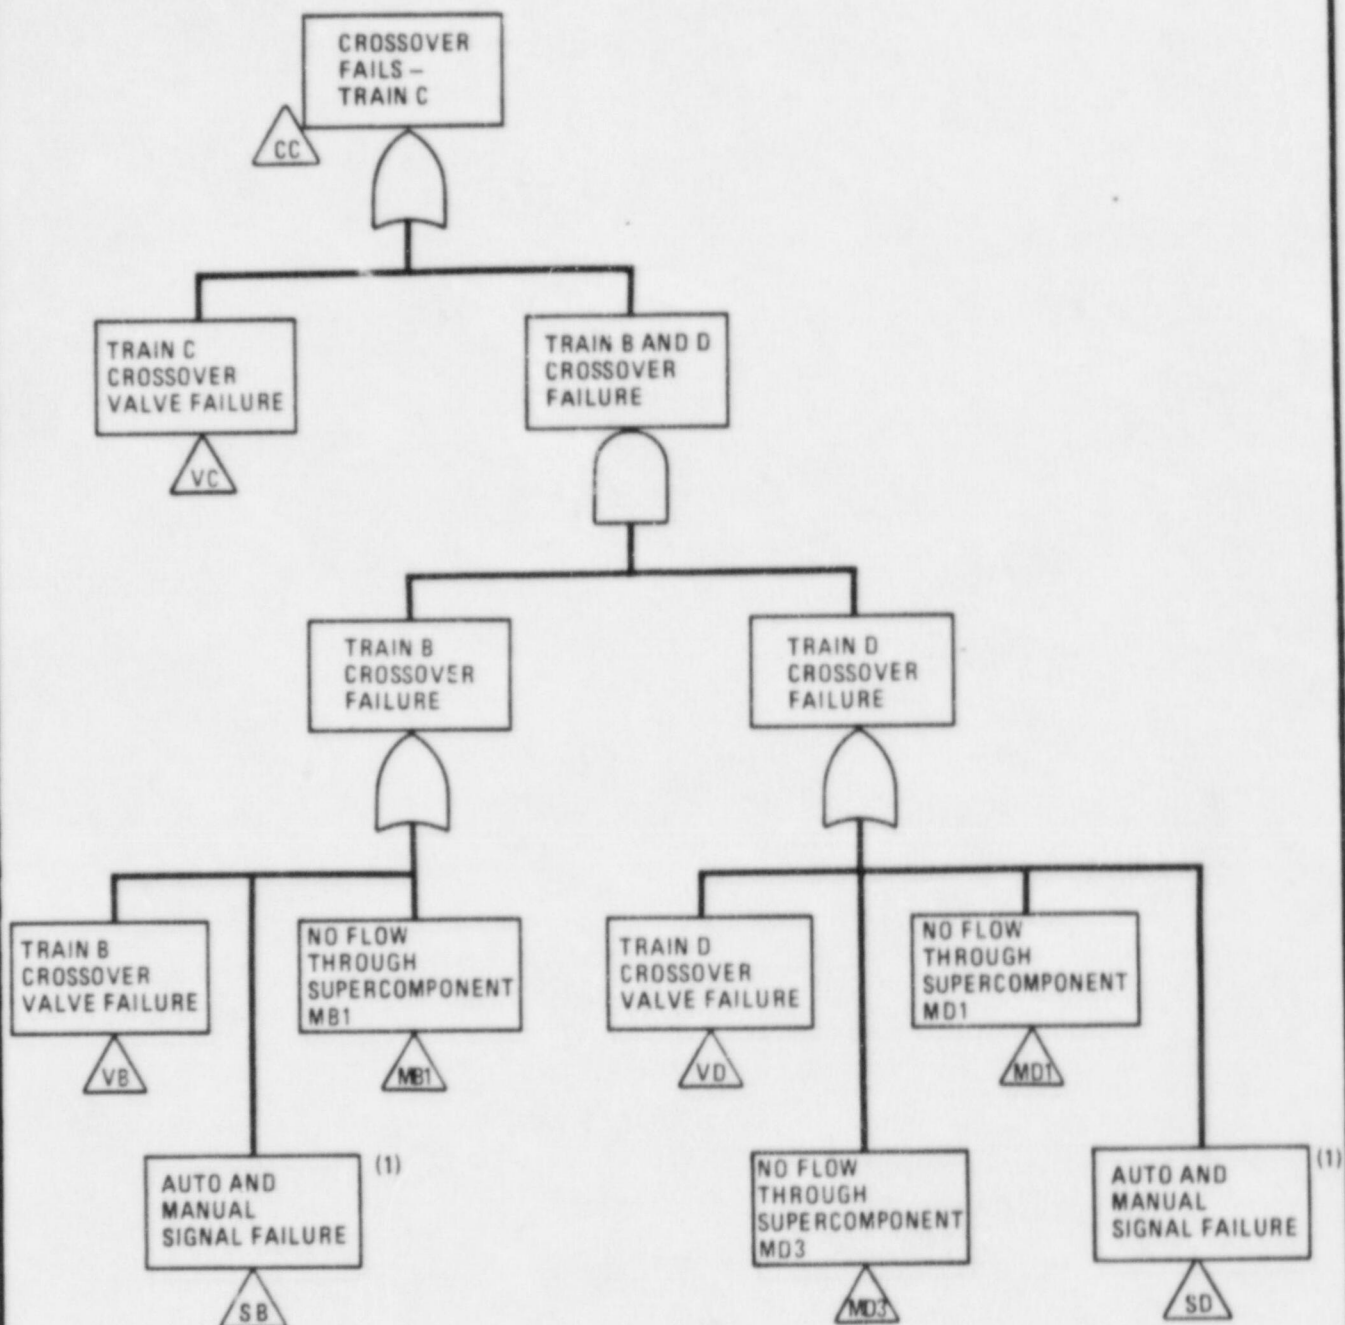 CROSSOVER
FAILS –
TRAIN C
CC
TRAIN C
CROSSOVER
VALVE FAILURE
VC
TRAIN B AND D
CROSSOVER
FAILURE
TRAIN B
CROSSOVER
FAILURE
TRAIN D
CROSSOVER
FAILURE
TRAIN B
CROSSOVER
VALVE FAILURE
VB
NO FLOW
THROUGH
SUPERCOMPONENT
MB1
MB1
TRAIN D
CROSSOVER
VALVE FAILURE
VD
NO FLOW
THROUGH
SUPERCOMPONENT
MD1
MD1
AUTO AND
MANUAL
SIGNAL FAILURE
(1)
SB
NO FLOW
THROUGH
SUPERCOMPONENT
MD3
MD3
AUTO AND
MANUAL
SIGNAL FAILURE
(1)
SD